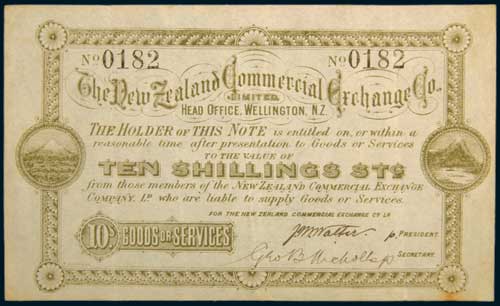 No 0182 No 0182
The New Zealand Commercial Exchange Co.
LIMITED.
HEAD OFFICE, WELLINGTON, N.Z.
THE HOLDER OF THIS NOTE is entitled on, or within a
reasonable time after presentation to Goods or Services
TO THE VALUE OF
TEN SHILLINGS STG
from those members of the NEW ZEALAND COMMERCIAL EXCHANGE
COMPANY, LD who are liable to supply Goods or Services.
FOR THE NEW ZEALAND COMMERCIAL EXCHANGE CO LD
p. PRESIDENT.
10s GOODS OR SERVICES
Geo B Nicholls p. SECRETARY.